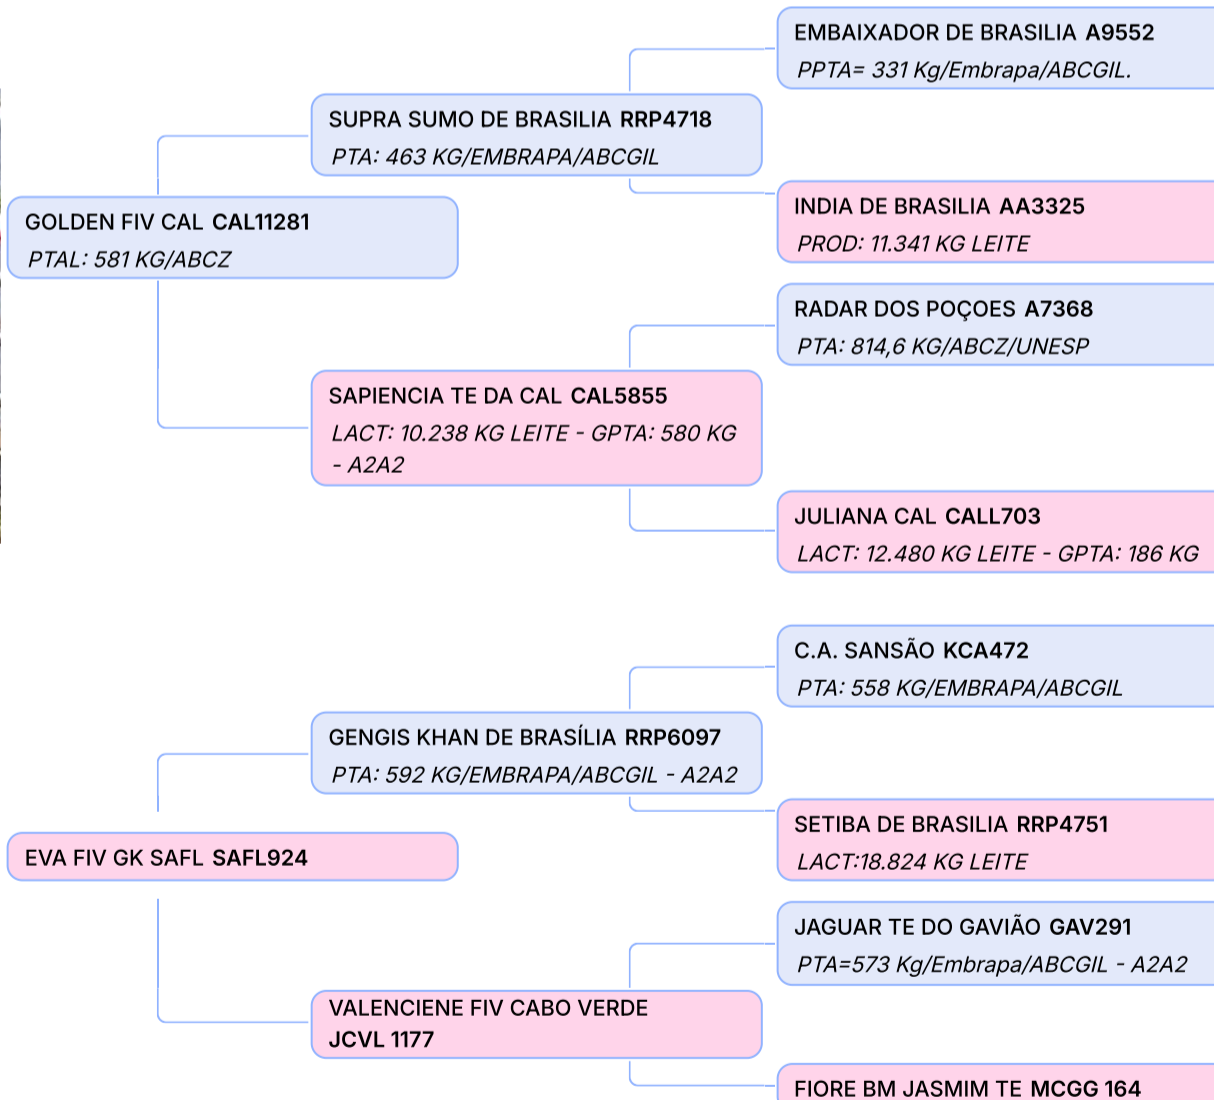 EMBAIXADOR DE BRASILIA A9552
PPTA= 331 Kg/Embrapa/ABCGIL.
SUPRA SUMO DE BRASILIA RRP4718
PTA: 463 KG/EMBRAPA/ABCGIL
INDIA DE BRASILIA AA3325
PROD: 11.341 KG LEITE
GOLDEN FIV CAL CAL11281
PTAL: 581 KG/ABCZ
RADAR DOS POÇOES A7368
PTA: 814,6 KG/ABCZ/UNESP
SAPIENCIA TE DA CAL CAL5855
LACT: 10.238 KG LEITE - GPTA: 580 KG
- A2A2
JULIANA CAL CALL703
LACT: 12.480 KG LEITE - GPTA: 186 KG
C.A. SANSÃO KCA472
PTA: 558 KG/EMBRAPA/ABCGIL
GENGIS KHAN DE BRASÍLIA RRP6097
PTA: 592 KG/EMBRAPA/ABCGIL - A2A2
SETIBA DE BRASILIA RRP4751
LACT:18.824 KG LEITE
EVA FIV GK SAFL SAFL924
JAGUAR TE DO GAVIÃO GAV291
PTA=573 Kg/Embrapa/ABCGIL - A2A2
VALENCIENE FIV CABO VERDE
JCVL 1177
FIORE BM JASMIM TE MCGG 164